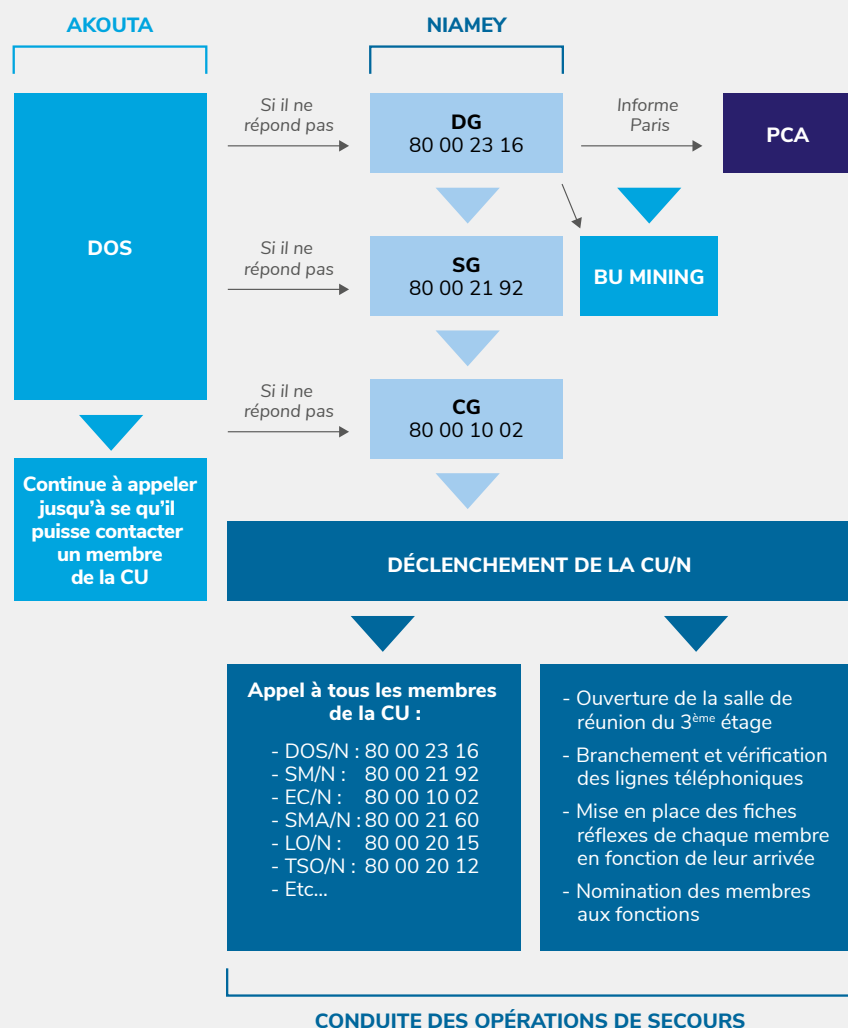 AKOUTA
NIAMEY
DOS
Si il ne
répond pas
DG
80 00 23 16
Informe
Paris
PCA
Si il ne
répond pas
SG
80 00 21 92
BU MINING
Si il ne
répond pas
CG
80 00 10 02
Continue à appeler
jusqu’à se qu’il
puisse contacter
un membre
de la CU
DÉCLENCHEMENT DE LA CU/N
Appel à tous les membres
de la CU :
- DOS/N : 80 00 23 16
- SM/N : 80 00 21 92
- EC/N : 80 00 10 02
- SMA/N : 80 00 21 60
- LO/N : 80 00 20 15
- TSO/N : 80 00 20 12
- Etc...
- Ouverture de la salle de
réunion du 3ème étage
- Branchement et vérification
des lignes téléphoniques
- Mise en place des fiches
réflexes de chaque membre
en fonction de leur arrivée
- Nomination des membres
aux fonctions
CONDUITE DES OPÉRATIONS DE SECOURS